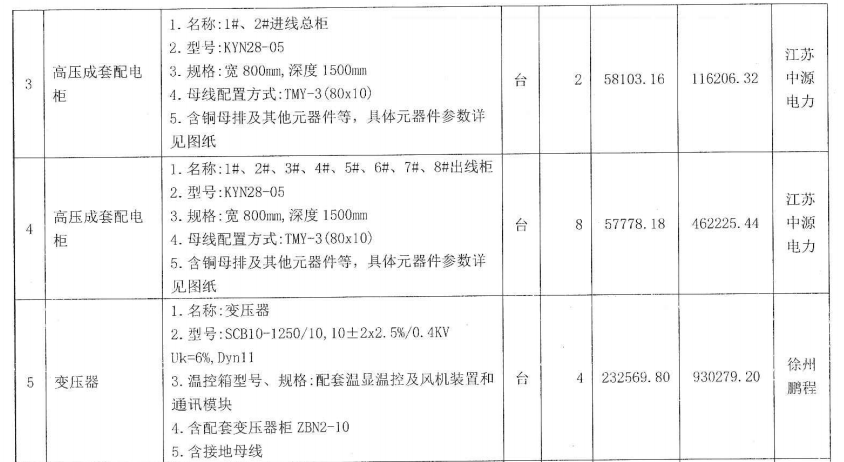 3
高压成套配电
柜
1. 名称:1#、2#进线总柜
2. 型号:KYN28-05
3. 规格:宽 800mm,深度 1500mm
4. 母线配置方式:TMY-3(80x10)
5. 含铜母排及其他元器件等，具体元器件参数详
见图纸
台
2
58103.16
116206.32
江苏
中源
电力
4
高压成套配电
柜
1. 名称:1#、2#、3#、4#、5#、6#、7#、8#出线柜
2. 型号:KYN28-05
3. 规格:宽 800mm,深度 1500mm
4. 母线配置方式:TMY-3(80x10)
5. 含铜母排及其他元器件等，具体元器件参数详
见图纸
台
8
57778.18
462225.44
江苏
中源
电力
5
变压器
1. 名称:变压器
2. 型号:SCB10-1250/10,10±2x2.5%/0.4KV
Uk=6%,Dyn11
3. 温控箱型号、规格:配套温显温控及风机装置和
通讯模块
4. 含配套变压器柜 ZBN2-10
5. 含接地母线
台
4
232569.80
930279.20
徐州
鹏程